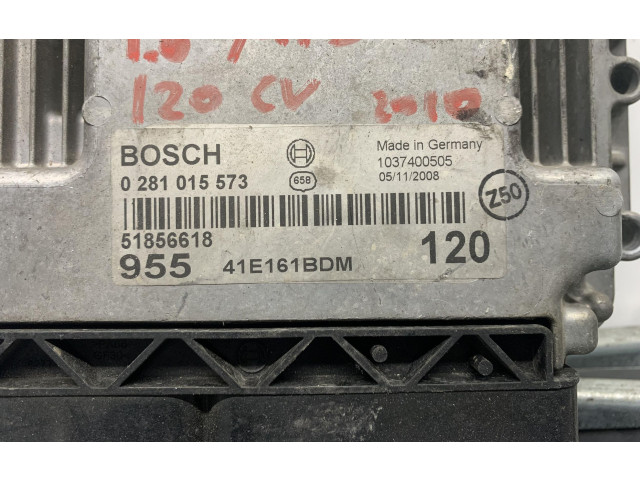 120 CV 2010
BOSCH
0 281 015 573
658
Made in Germany
1037400505
05/11/2008
Z50
51856618
955 41E161BDM 120